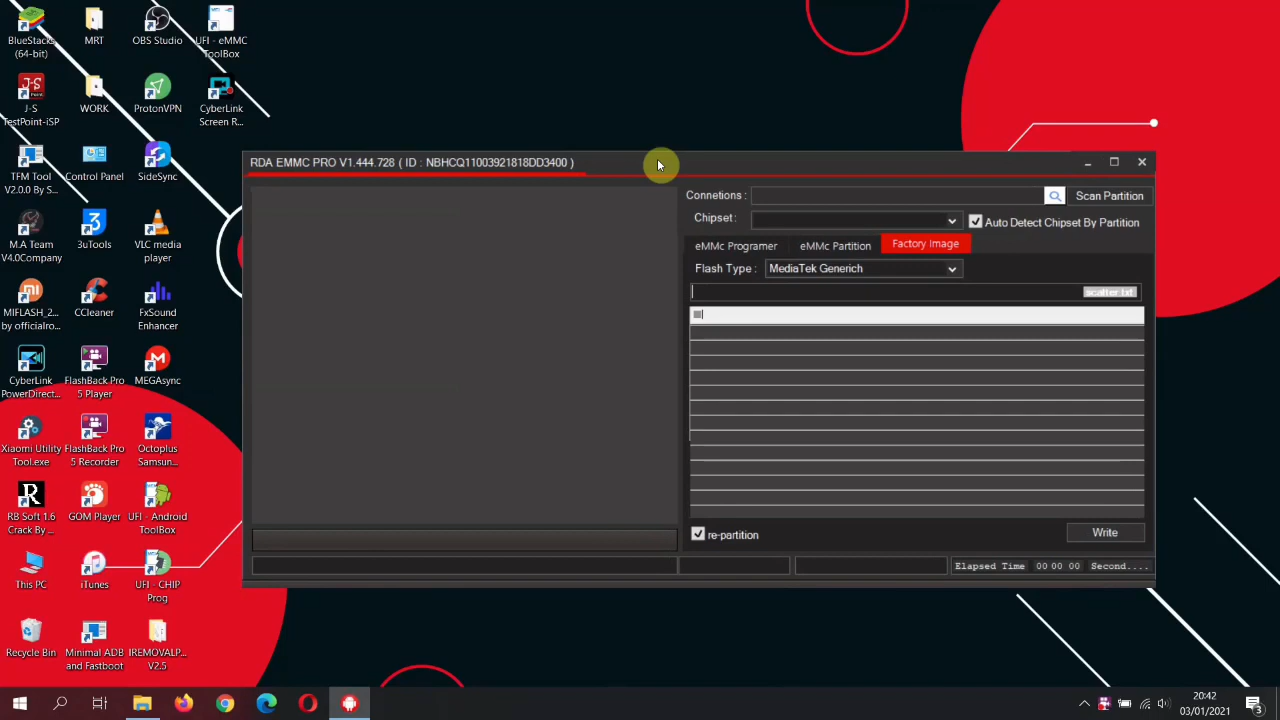 BlueStacks
(64-bit)
MRT
OBS Studio
UFI - eMMC
ToolBox
J-S
TestPoint-iSP
WORK
ProtonVPN
CyberLink
Screen R...
TFM Tool
V2.0.0 By S...
Control Panel
SideSync
M.A Team
V4.0Company
3uTools
VLC media
player
MIFLASH_2...
by officialro...
CCleaner
FxSound
Enhancer
CyberLink
PowerDirect...
FlashBack Pro
5 Player
MEGAsync
Xiaomi Utility
Tool.exe
FlashBack Pro
5 Recorder
Octoplus
Samsun...
RB Soft 1.6
Crack By ...
GOM Player
UFI - Android
ToolBox
This PC
iTunes
UFI - CHIP
Prog
Recycle Bin
Minimal ADB
and Fastboot
IREMOVALP...
V2.5
RDA EMMC PRO V1.444.728 ( ID : NBHCQ11003921818DD3400 )
Connetions :
Scan Partition
Chipset :
Auto Detect Chipset By Partition
eMMc Programer
eMMc Partition
Factory Image
Flash Type :
MediaTek Generich
scatter.txt
re-partition
Write
Elapsed Time 00 00 00 Second....
20:42
03/01/2021
3